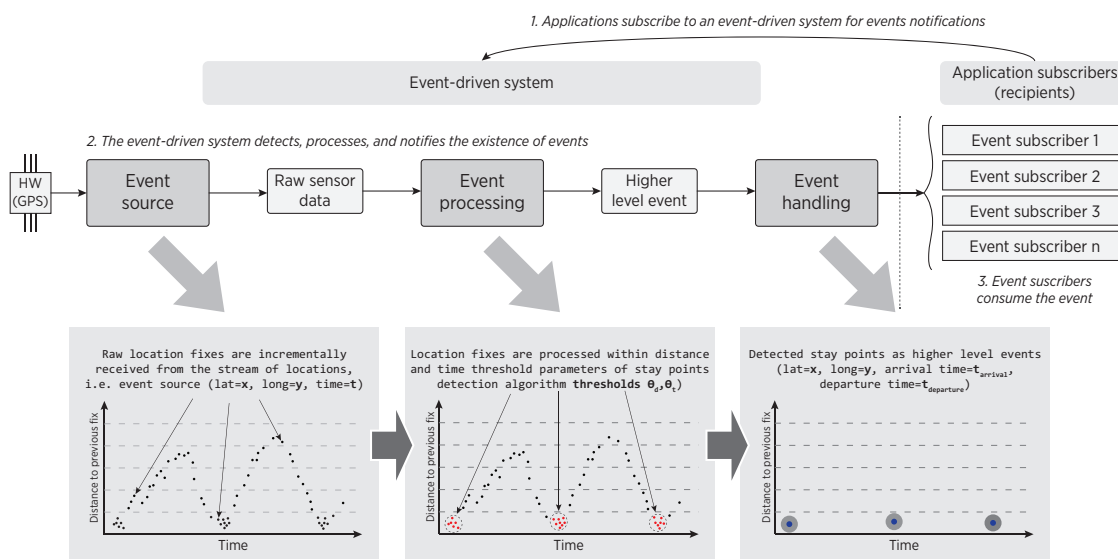 1. Applications subscribe to an event-driven system for events notifications
Event-driven system
Application subscribers
(recipients)
2. The event-driven system detects, processes, and notifies the existence of events
HW
(GPS)
Event
source
Raw sensor
data
Event
processing
Higher
level event
Event
handling
Event subscriber 1
Event subscriber 2
Event subscriber 3
Event subscriber n
3. Event suscribers
consume the event
Raw location fixes are incrementally
received from the stream of locations,
i.e. event source (lat=x, long=y, time=t)
Distance to previous fix
Time
Location fixes are processed within distance
and time threshold parameters of stay points
detection algorithm thresholds θd,θt)
Distance to previous fix
Time
Detected stay points as higher level events
(lat=x, long=y, arrival time=tarrival,
departure time=tdeparture)
Distance to previous fix
Time